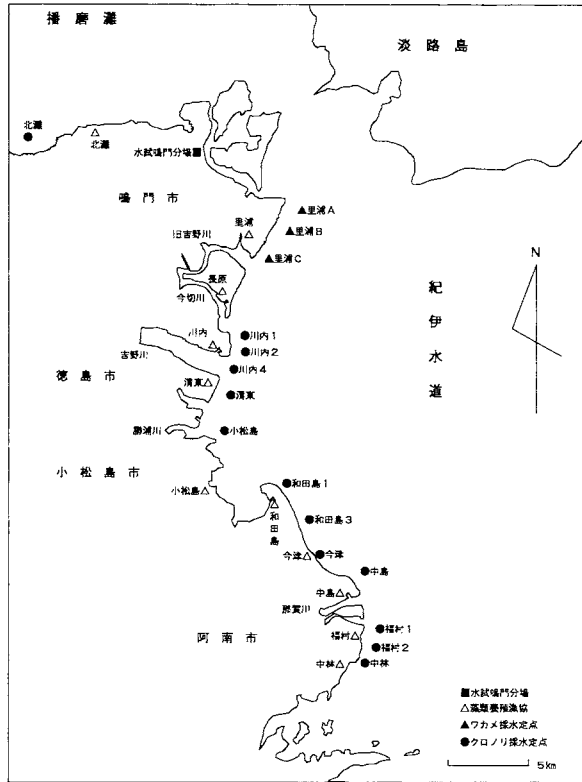 播磨灘
淡路島
北灘
北灘
水試鳴門分場
鳴門市
里浦A
里浦
里浦B
旧吉野川
里浦C
長原
今切川
紀伊水道
N
川内
川内1
川内2
吉野川
川内4
徳島市
渭東
渭東
勝浦川
小松島
小松島市
和田島1
小松島
和田島
和田島3
今津
今津
中島
中島
那賀川
阿南市
福村1
福村
福村2
中林
中林
水試鳴門分場
藻類養殖漁協
ワカメ採水定点
クロノリ採水定点
5km